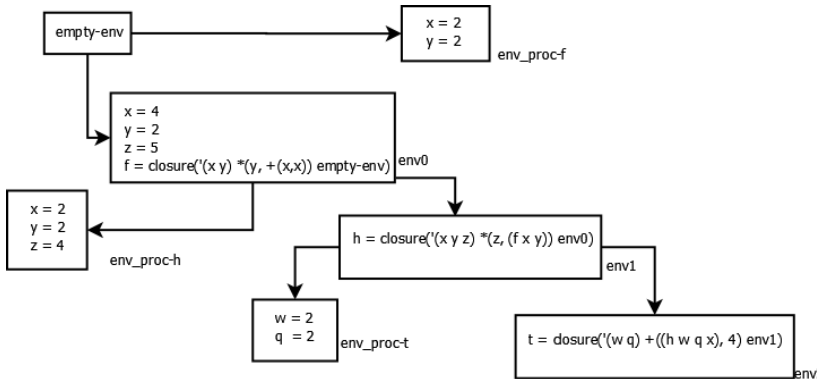 empty-env
x = 2
y = 2
env_proc-f
x = 4
y = 2
z = 5
f = closure('(x y) *(y, +(x,x)) empty-env)
env0
x = 2
y = 2
z = 4
env_proc-h
h = closure('(x y z) *(z, (f x y)) env0)
env1
w = 2
q = 2
env_proc-t
t = closure('(w q) +((h w q x), 4) env1)
env